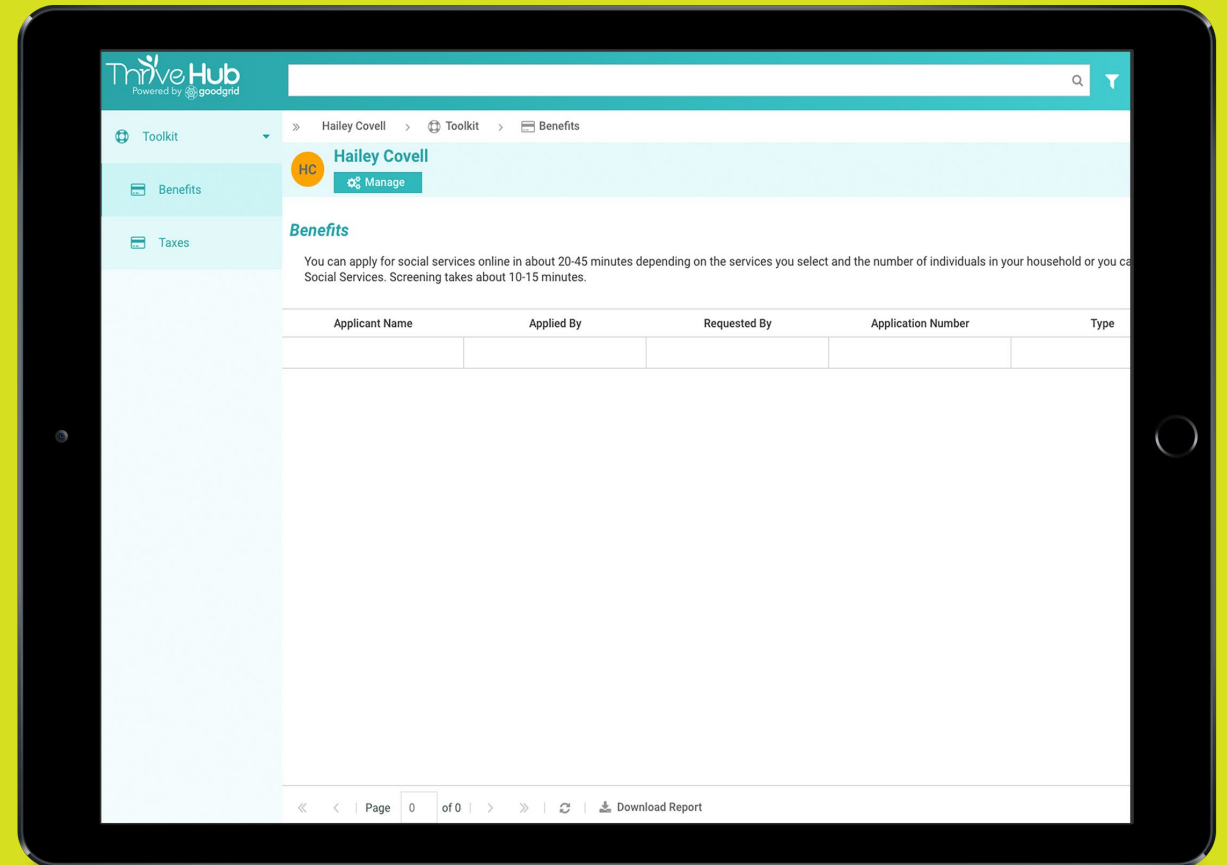 Thrive Hub
Powered by goodgrid
Toolkit
Benefits
Taxes
Hailey Covell > Toolkit > Benefits
HC
Hailey Covell
Manage
Benefits
You can apply for social services online in about 20-45 minutes depending on the services you select and the number of individuals in your household or you
Social Services. Screening takes about 10-15 minutes.
Applicant Name Applied By Requested By Application Number Type
Page 0 of 0 Download Report